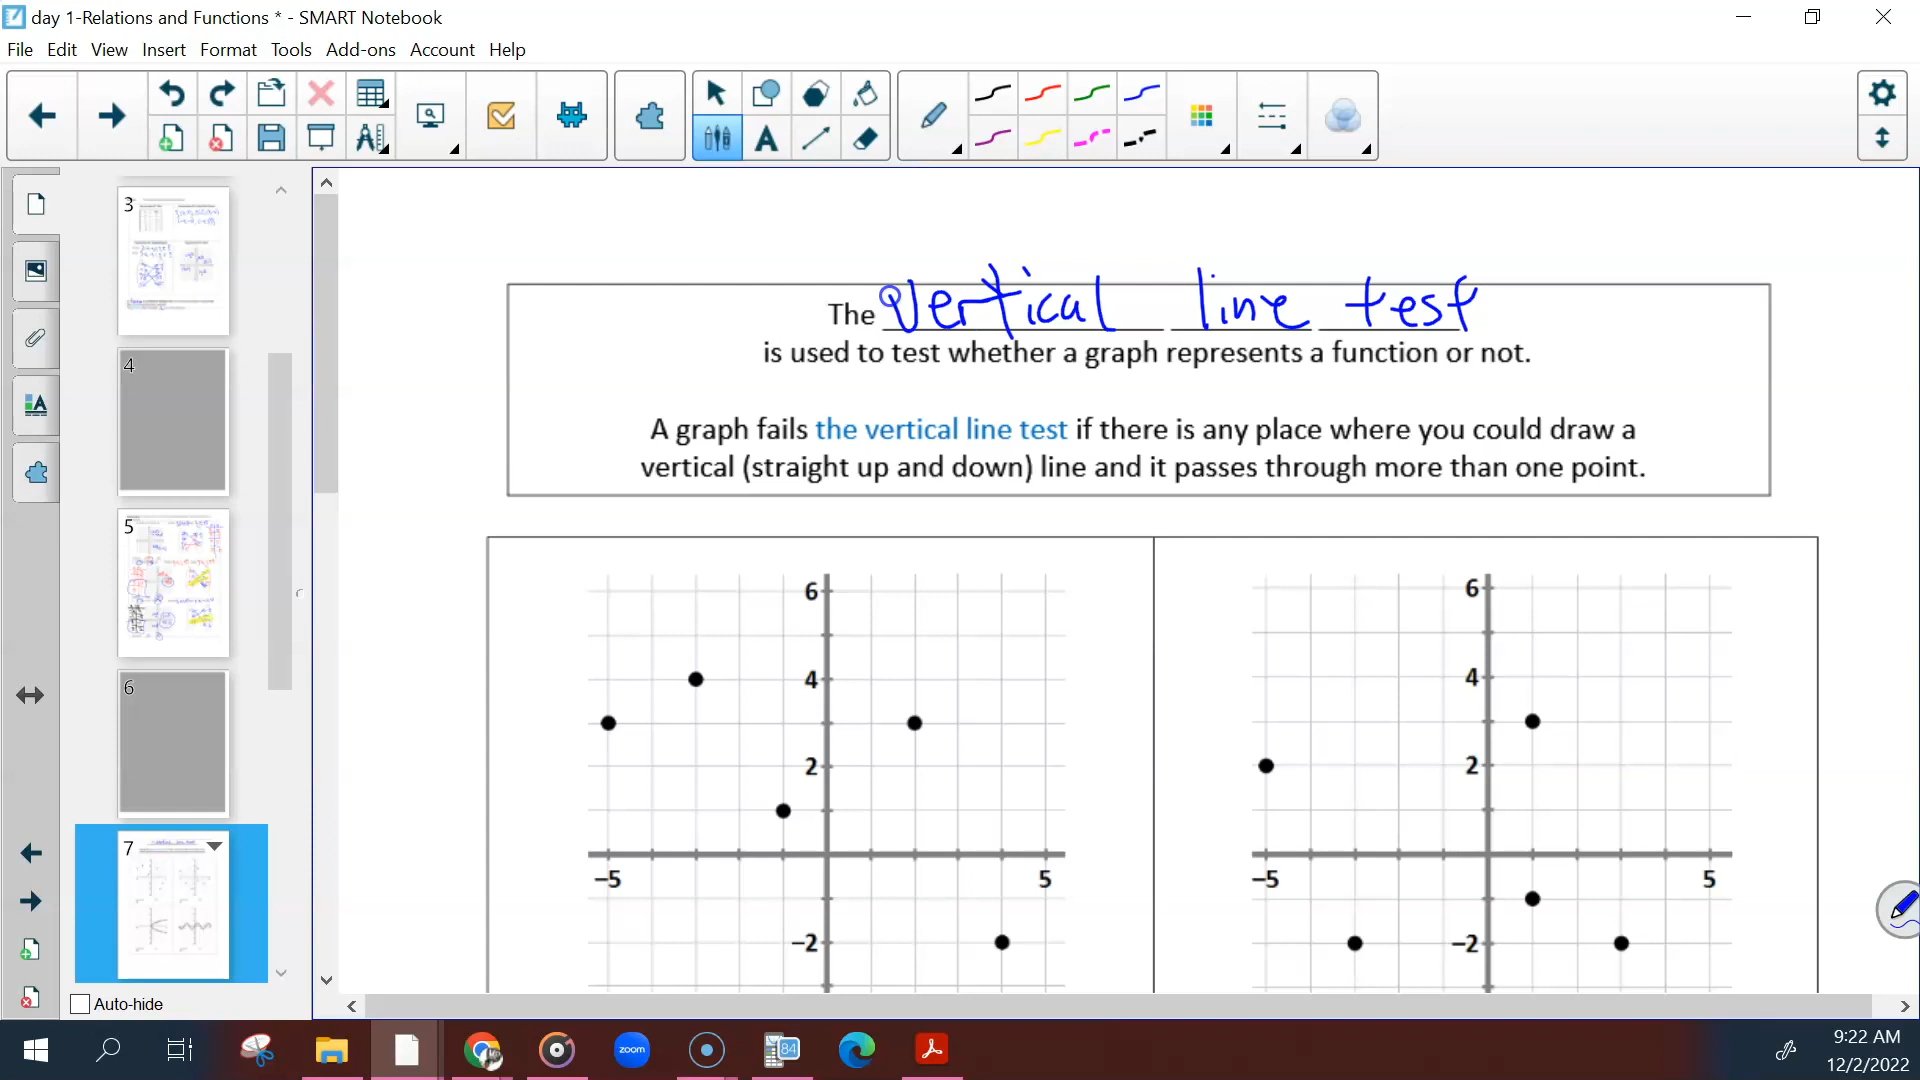 day 1-Relations and Functions * - SMART Notebook
File Edit View Insert Format Tools Add-ons Account Help
3
4
5
6
7
Auto-hide
The vertical line test
is used to test whether a graph represents a function or not.
A graph fails the vertical line test if there is any place where you could draw a
vertical (straight up and down) line and it passes through more than one point.
6
4
2
−5
5
−2
6
4
2
−5
5
−2
zoom
84
9:22 AM
12/2/2022